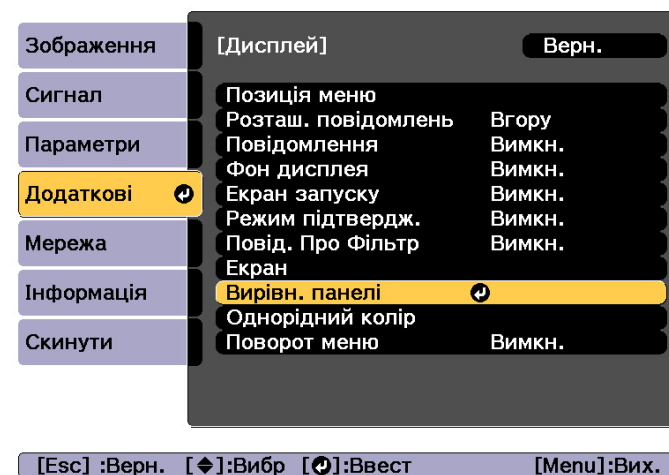 Зображення
Сигнал
Параметри
Додаткові
Мережа
Інформація
Скинути
[Дисплей] Верн.
Позиція меню
Розташ. повідомлень Вгору
Повідомлення Вимкн.
Фон дисплея Вимкн.
Екран запуску Вимкн.
Режим підтвердж. Вимкн.
Повід. Про Фільтр Вимкн.
Екран
Вирівн. панелі
Однорідний колір
Поворот меню Вимкн.
[Esc] :Верн. [◆]:Вибр [↵]:Ввест [Menu]:Вих.